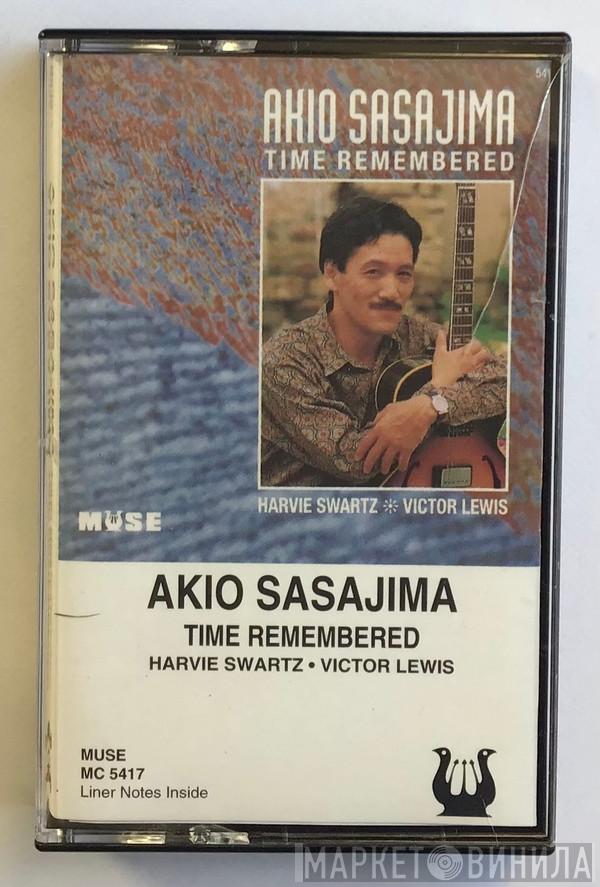 54
AKIO SASAJIMA
TIME REMEMBERED
HARVIE SWARTZ ※ VICTOR LEWIS
MUSE
AKIO SASAJIMA
TIME REMEMBERED
HARVIE SWARTZ • VICTOR LEWIS
MUSE
MC 5417
Liner Notes Inside
МАРКЕТ ВИНИЛА